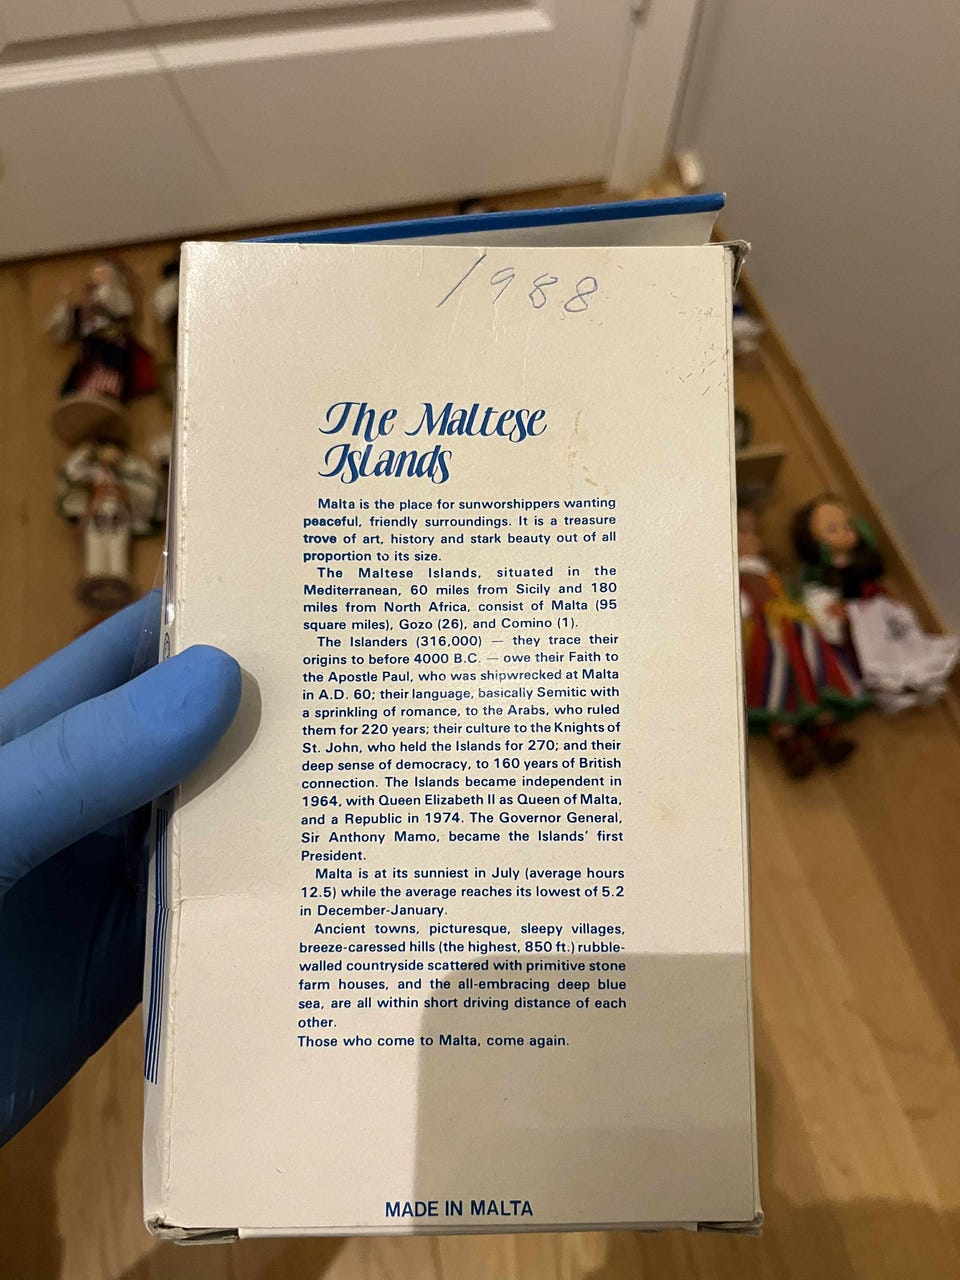 1988
The Maltese
Islands
Malta is the place for sunworshippers wanting
peaceful, friendly surroundings. It is a treasure
trove of art, history and stark beauty out of all
proportion to its size.
The Maltese Islands, situated in the
Mediterranean, 60 miles from Sicily and 180
miles from North Africa, consist of Malta (95
square miles), Gozo (26), and Comino (1).
The Islanders (316,000) — they trace their
origins to before 4000 B.C. — owe their Faith to
the Apostle Paul, who was shipwrecked at Malta
in A.D. 60; their language, basically Semitic with
a sprinkling of romance, to the Arabs, who ruled
them for 220 years; their culture to the Knights of
St. John, who held the Islands for 270; and their
deep sense of democracy, to 160 years of British
connection. The Islands became independent in
1964, with Queen Elizabeth II as Queen of Malta,
and a Republic in 1974. The Governor General,
Sir Anthony Mamo, became the Islands' first
President.
Malta is at its sunniest in July (average hours
12.5) while the average reaches its lowest of 5.2
in December-January.
Ancient towns, picturesque, sleepy villages,
breeze-caressed hills (the highest, 850 ft.) rubble-
walled countryside scattered with primitive stone
farm houses, and the all-embracing deep blue
sea, are all within short driving distance of each
other.
Those who come to Malta, come again.
MADE IN MALTA